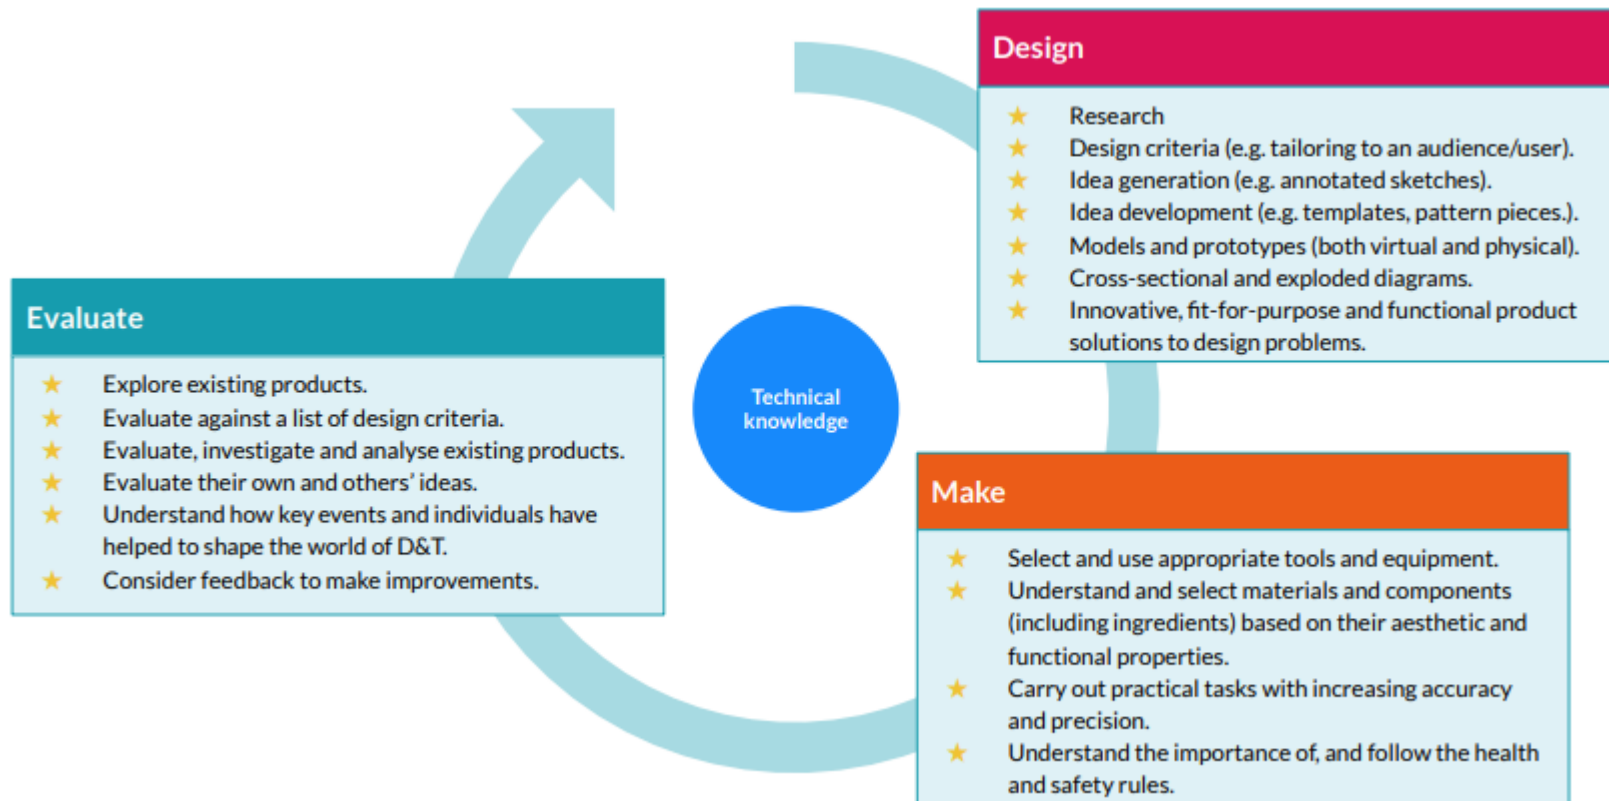 Design
Research
Design criteria (e.g. tailoring to an audience/user).
Idea generation (e.g. annotated sketches).
Idea development (e.g. templates, pattern pieces.).
Models and prototypes (both virtual and physical).
Cross-sectional and exploded diagrams.
Innovative, fit-for-purpose and functional product
solutions to design problems.
Evaluate
Explore existing products.
Evaluate against a list of design criteria.
Evaluate, investigate and analyse existing products.
Evaluate their own and others’ ideas.
Understand how key events and individuals have
helped to shape the world of D&T.
Consider feedback to make improvements.
Technical
knowledge
Make
Select and use appropriate tools and equipment.
Understand and select materials and components
(including ingredients) based on their aesthetic and
functional properties.
Carry out practical tasks with increasing accuracy
and precision.
Understand the importance of, and follow the health
and safety rules.